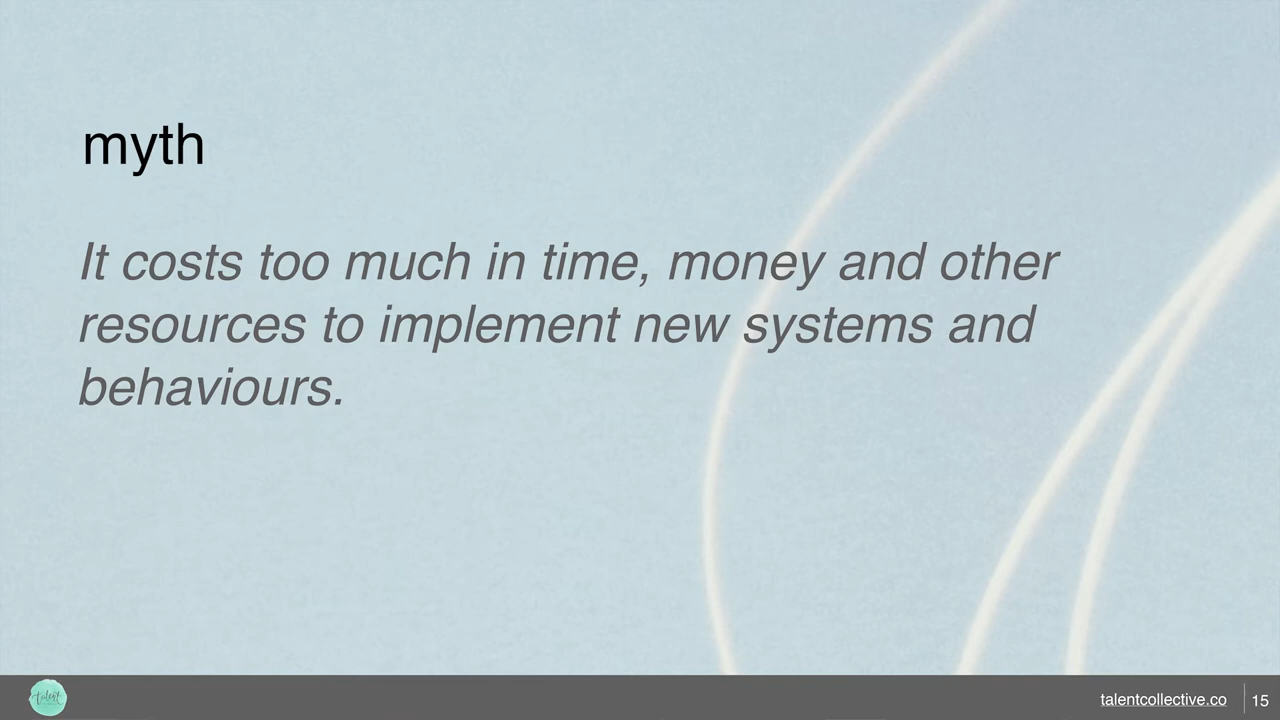 myth
It costs too much in time, money and other
resources to implement new systems and
behaviours.
talent
talentcollective.co
15